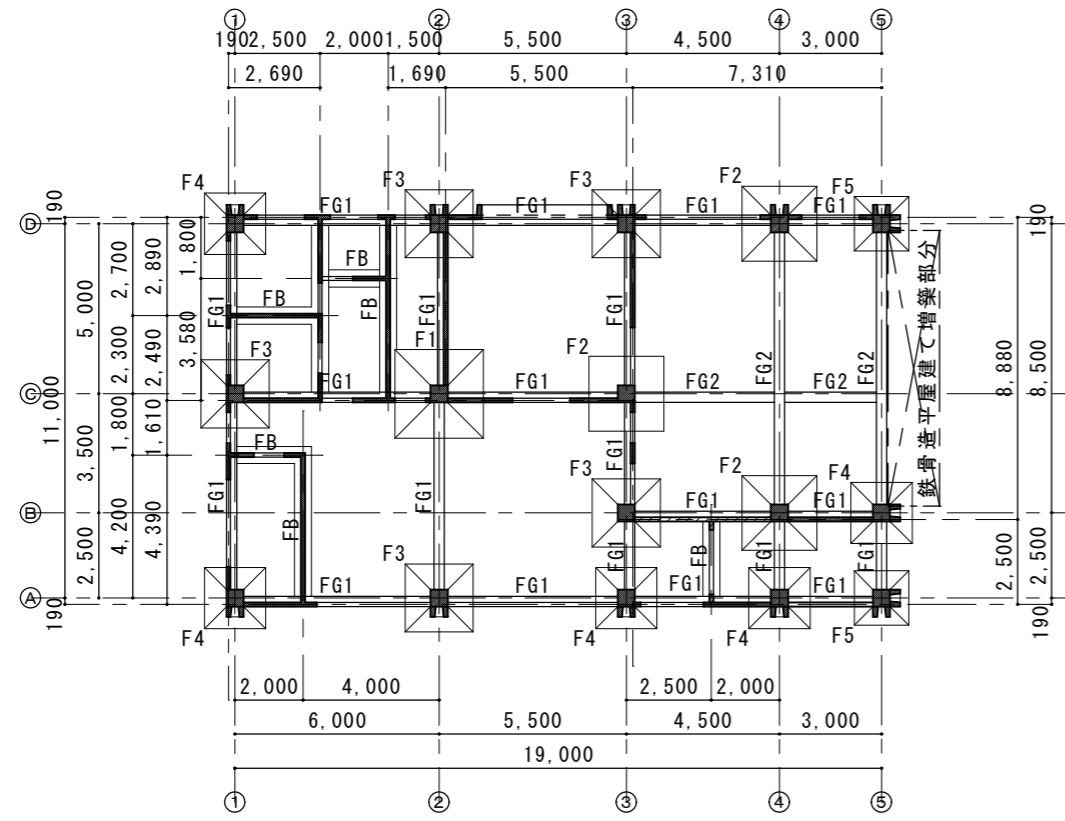 ① ② ③ ④ ⑤
190 2,500 2,000 1,500 5,500 4,500 3,000
2,690 1,690 5,500 7,310
F4 F3 F3 F2 F5
190 190
Ⓓ FG1 FG1 FG1 FG1
1,800
2,700 2,890
FB
5,000 FG1 FB FB FG1 FG1 FG2 FG2
3,580 8,880 8,500
2,300 2,490
F3 F1 F2
Ⓒ FG1 FG1 FG2 FG2
鉄骨造平屋建て増築部分
11,000 1,800 1,610
3,500 FB FG1
F3 F2 F4
FG1 FG1 FG1 FG1
Ⓑ
4,200 4,390 FB
2,500 F3 FG1 FB FG1 FG1 2,500 2,500
Ⓐ FG1 FG1 FG1 FG1
190 190
F4 F4 F4 F5
2,000 4,000 2,500 2,000
6,000 5,500 4,500 3,000
19,000
① ② ③ ④ ⑤